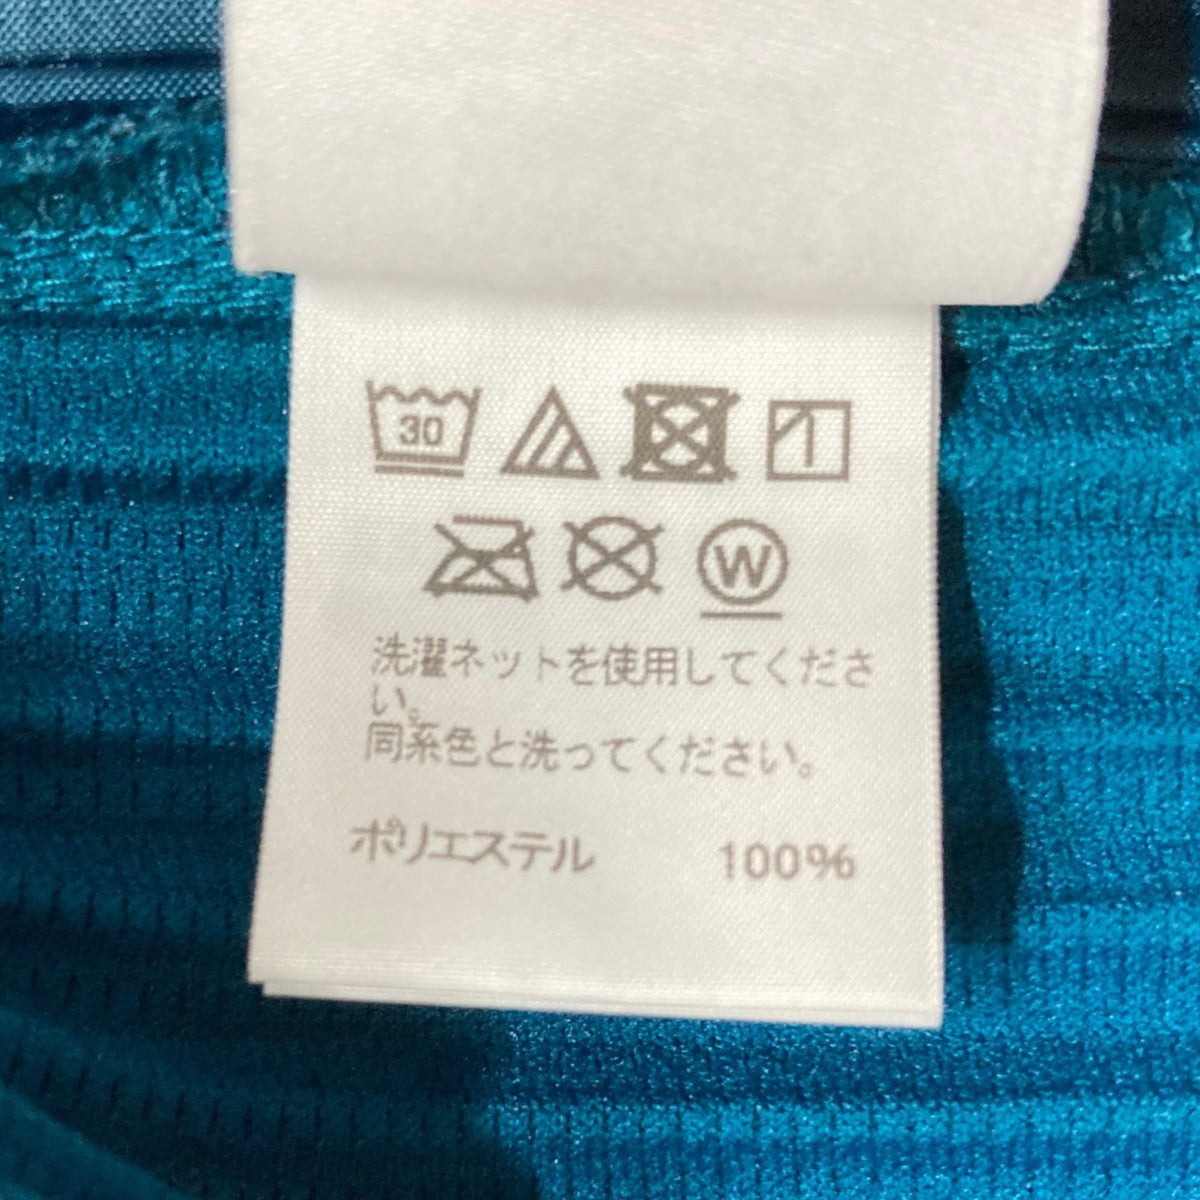 30
W
洗濯ネットを使用してくださ
い。
同系色と洗ってください。
ポリエステル 100%